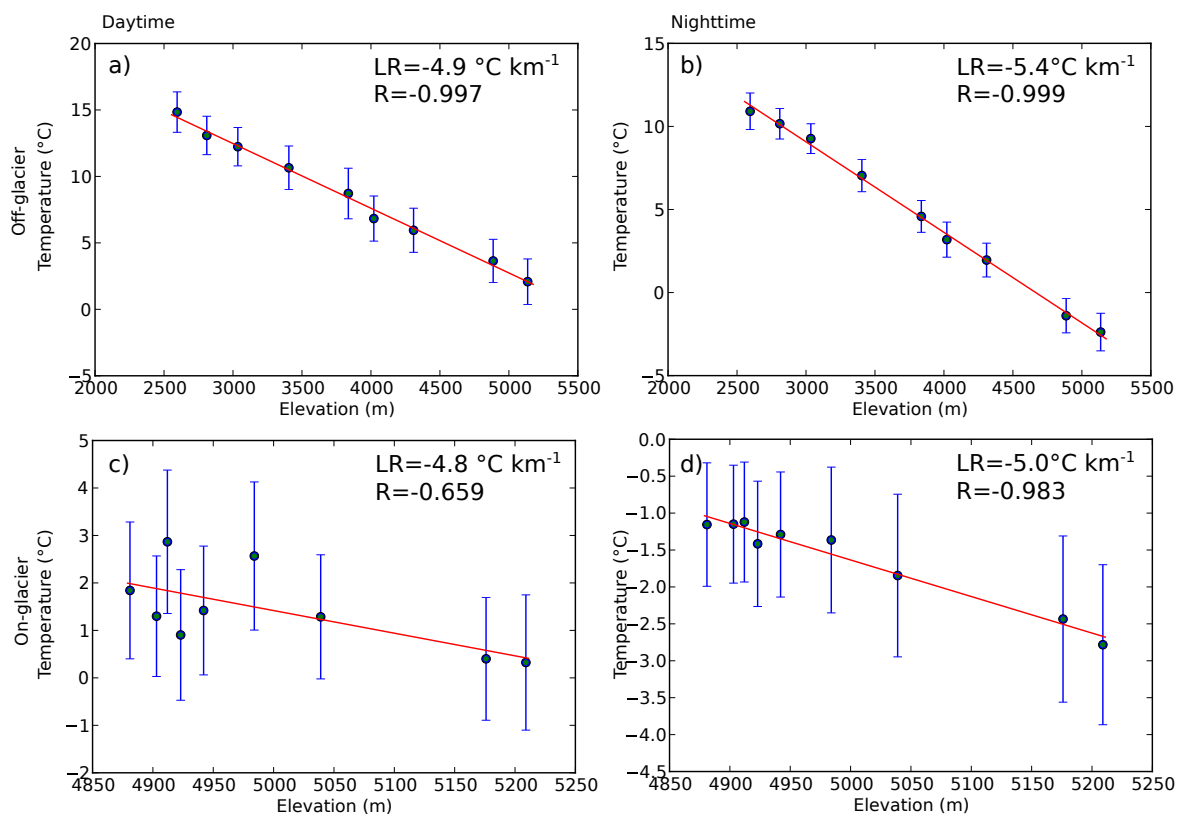 Daytime
Nighttime
a)
LR=-4.9 °C km-1
R=-0.997
20
15
10
5
0
−5
Off-glacier
Temperature (°C)
2000 2500 3000 3500 4000 4500 5000 5500
Elevation (m)
b)
LR=-5.4°C km-1
R=-0.999
15
10
5
0
−5
Temperature (°C)
2000 2500 3000 3500 4000 4500 5000 5500
Elevation (m)
c)
LR=-4.8 °C km-1
R=-0.659
5
4
3
2
1
0
−1
−2
On-glacier
Temperature (°C)
4850 4900 4950 5000 5050 5100 5150 5200 5250
Elevation (m)
d)
LR=-5.0°C km-1
R=-0.983
0.0
−0.5
−1.0
−1.5
−2.0
−2.5
−3.0
−3.5
−4.0
−4.5
Temperature (°C)
4850 4900 4950 5000 5050 5100 5150 5200 5250
Elevation (m)